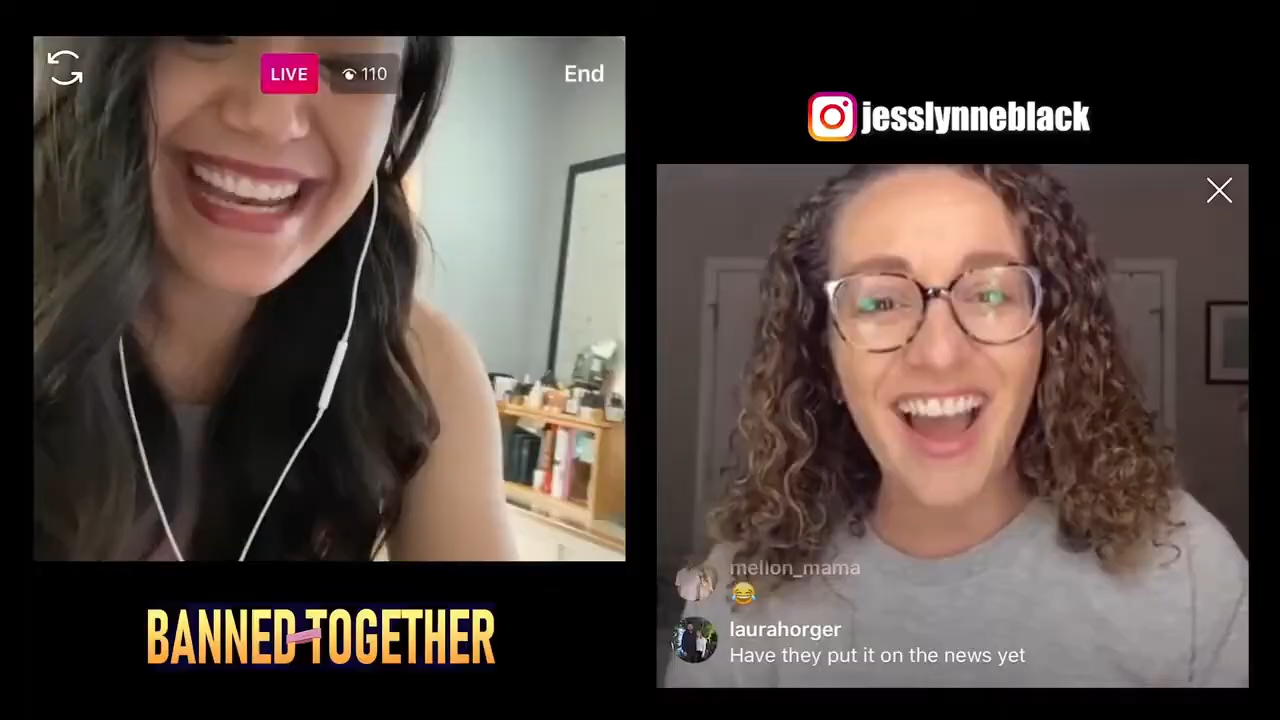 LIVE
110
End
jesslynneblack
mellon_mama
😂
laurahorger
Have they put it on the news yet
BANNED TOGETHER